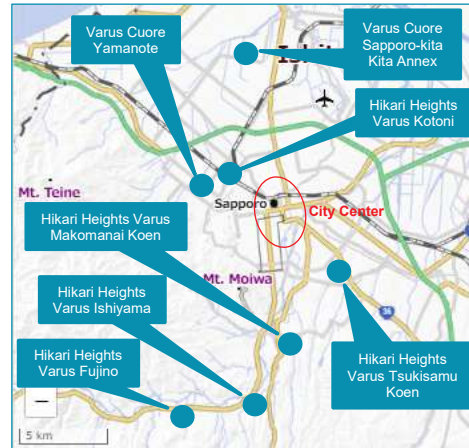 Varus Cuore
Yamanote
Varus Cuore
Sapporo-kita
Kita Annex
Hikari Heights
Varus Kotoni
Mt. Teine
Sapporo
City Center
Hikari Heights Varus
Makomanai Koen
Mt. Moiwa
Hikari Heights
Varus Ishiyama
36
Hikari Heights
Varus Fujino
Hikari Heights
Varus Tsukisamu
Koen
5 km